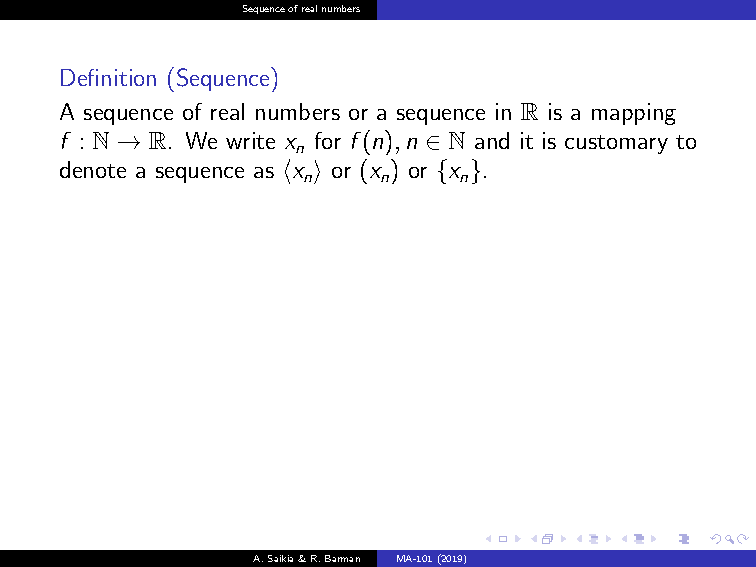 Sequence of real numbers
Definition (Sequence)
A sequence of real numbers or a sequence in ℝ is a mapping
f : ℕ → ℝ. We write xₙ for f(n), n ∈ ℕ and it is customary to
denote a sequence as ⟨xₙ⟩ or (xₙ) or {xₙ}.
A. Saikia & R. Barman MA-101 (2019)